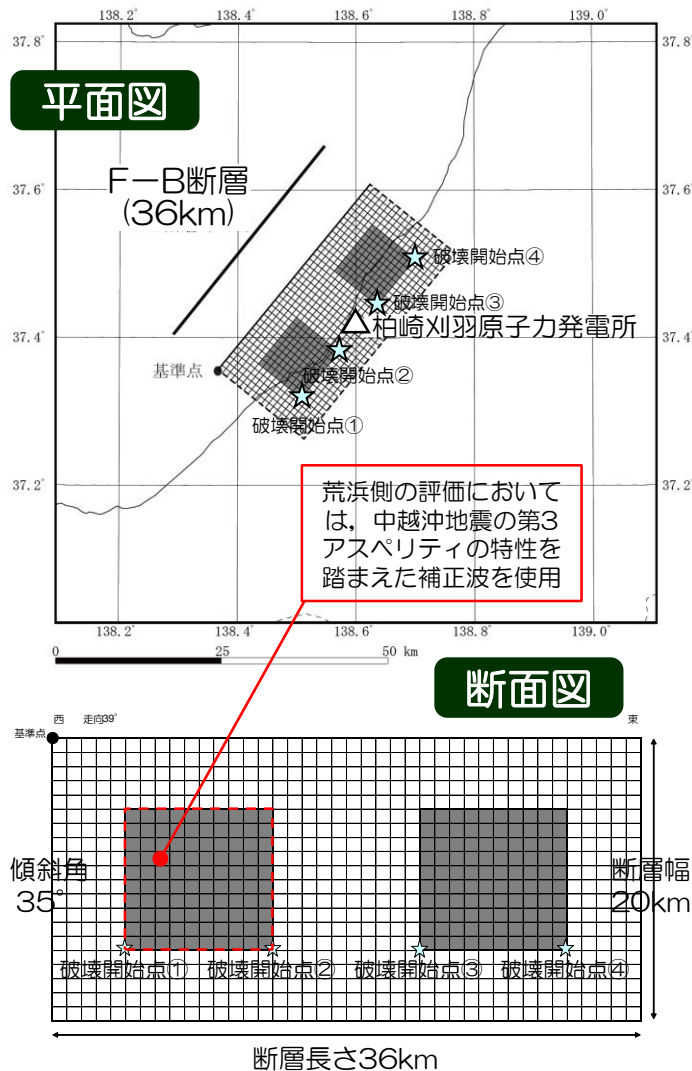 138.2° 138.4° 138.6° 138.8° 139.0°
37.8° 37.8°
平面図
F－B断層
(36km)
37.6° 37.6°
破壊開始点④
破壊開始点③
柏崎刈羽原子力発電所
37.4° 37.4°
基準点
破壊開始点②
破壊開始点①
37.2° 37.2°
荒浜側の評価において
は，中越沖地震の第3
アスペリティの特性を
踏まえた補正波を使用
138.2° 138.4° 138.6° 138.8° 139.0°
0 25 50 km
断面図
西 走向39° 東
基準点
傾斜角
35°
断層幅
20km
破壊開始点① 破壊開始点② 破壊開始点③ 破壊開始点④
断層長さ36km